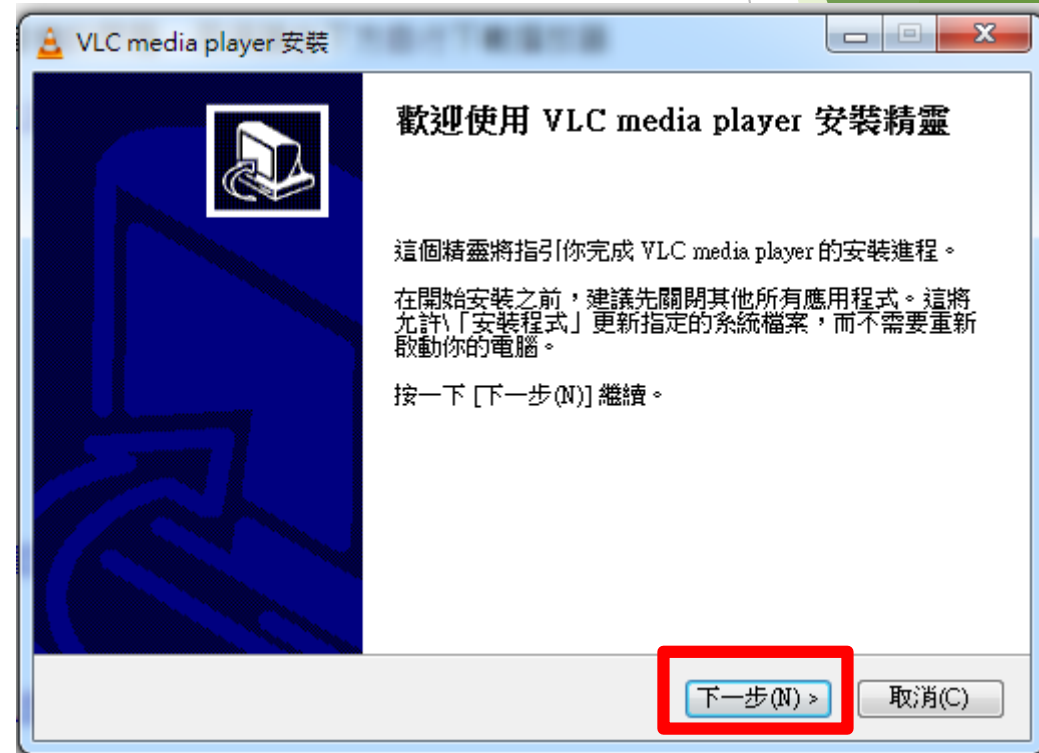 VLC media player 安裝
歡迎使用 VLC media player 安裝精靈
這個精靈將指引你完成 VLC media player 的安裝進程。
在開始安裝之前，建議先關閉其他所有應用程式。這將
允許\「安裝程式」更新指定的系統檔案，而不需要重新
啟動你的電腦。
按一下 [下一步(N)] 繼續。
下一步(N) >
取消(C)